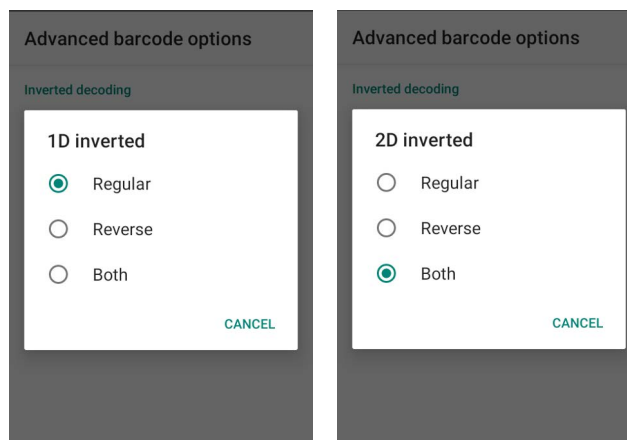 Advanced barcode options
Inverted decoding
1D inverted
Regular
Reverse
Both
CANCEL
Advanced barcode options
Inverted decoding
2D inverted
Regular
Reverse
Both
CANCEL